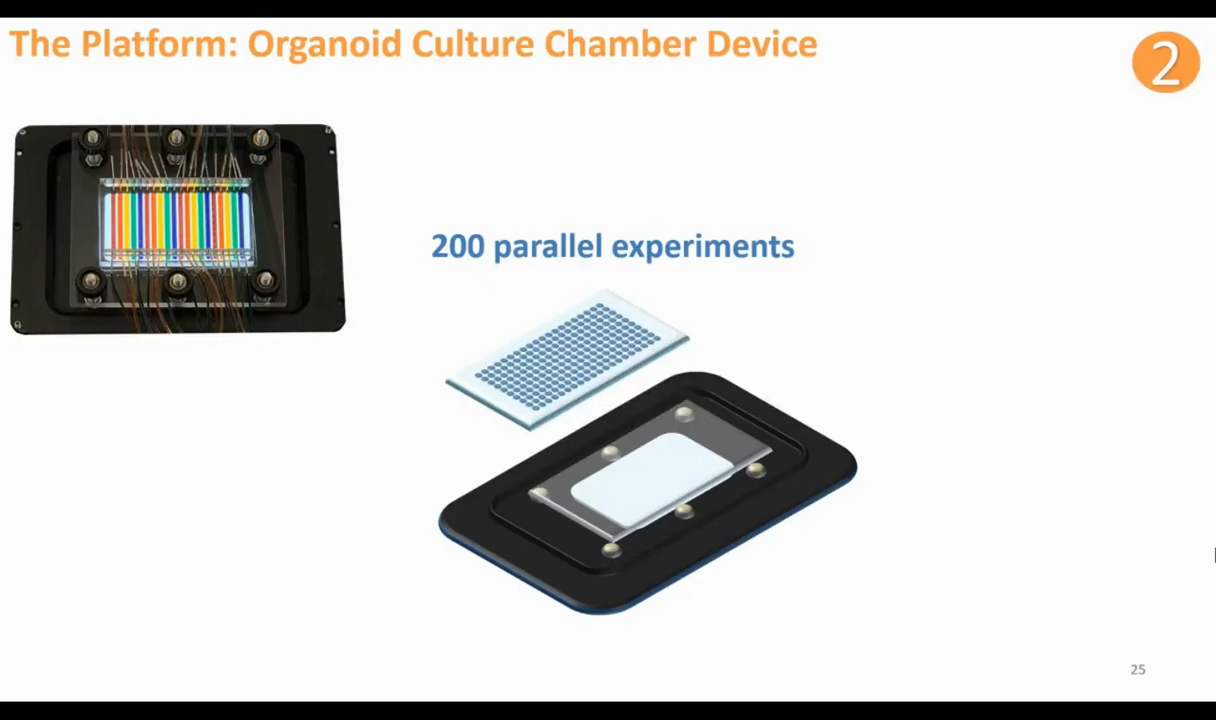 The Platform: Organoid Culture Chamber Device
2
200 parallel experiments
25